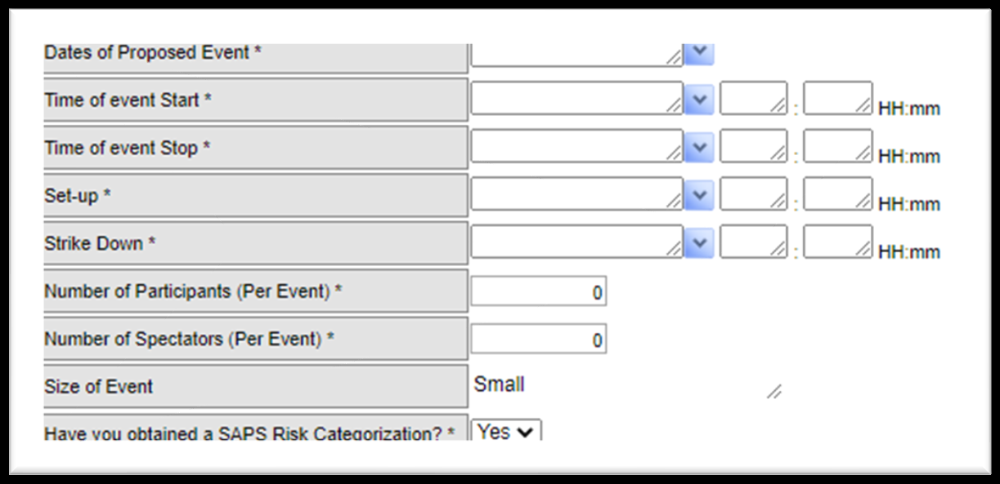 Dates of Proposed Event *
Time of event Start * : HH:mm
Time of event Stop * : HH:mm
Set-up * : HH:mm
Strike Down * : HH:mm
Number of Participants (Per Event) * 0
Number of Spectators (Per Event) * 0
Size of Event Small
Have you obtained a SAPS Risk Categorization? * Yes